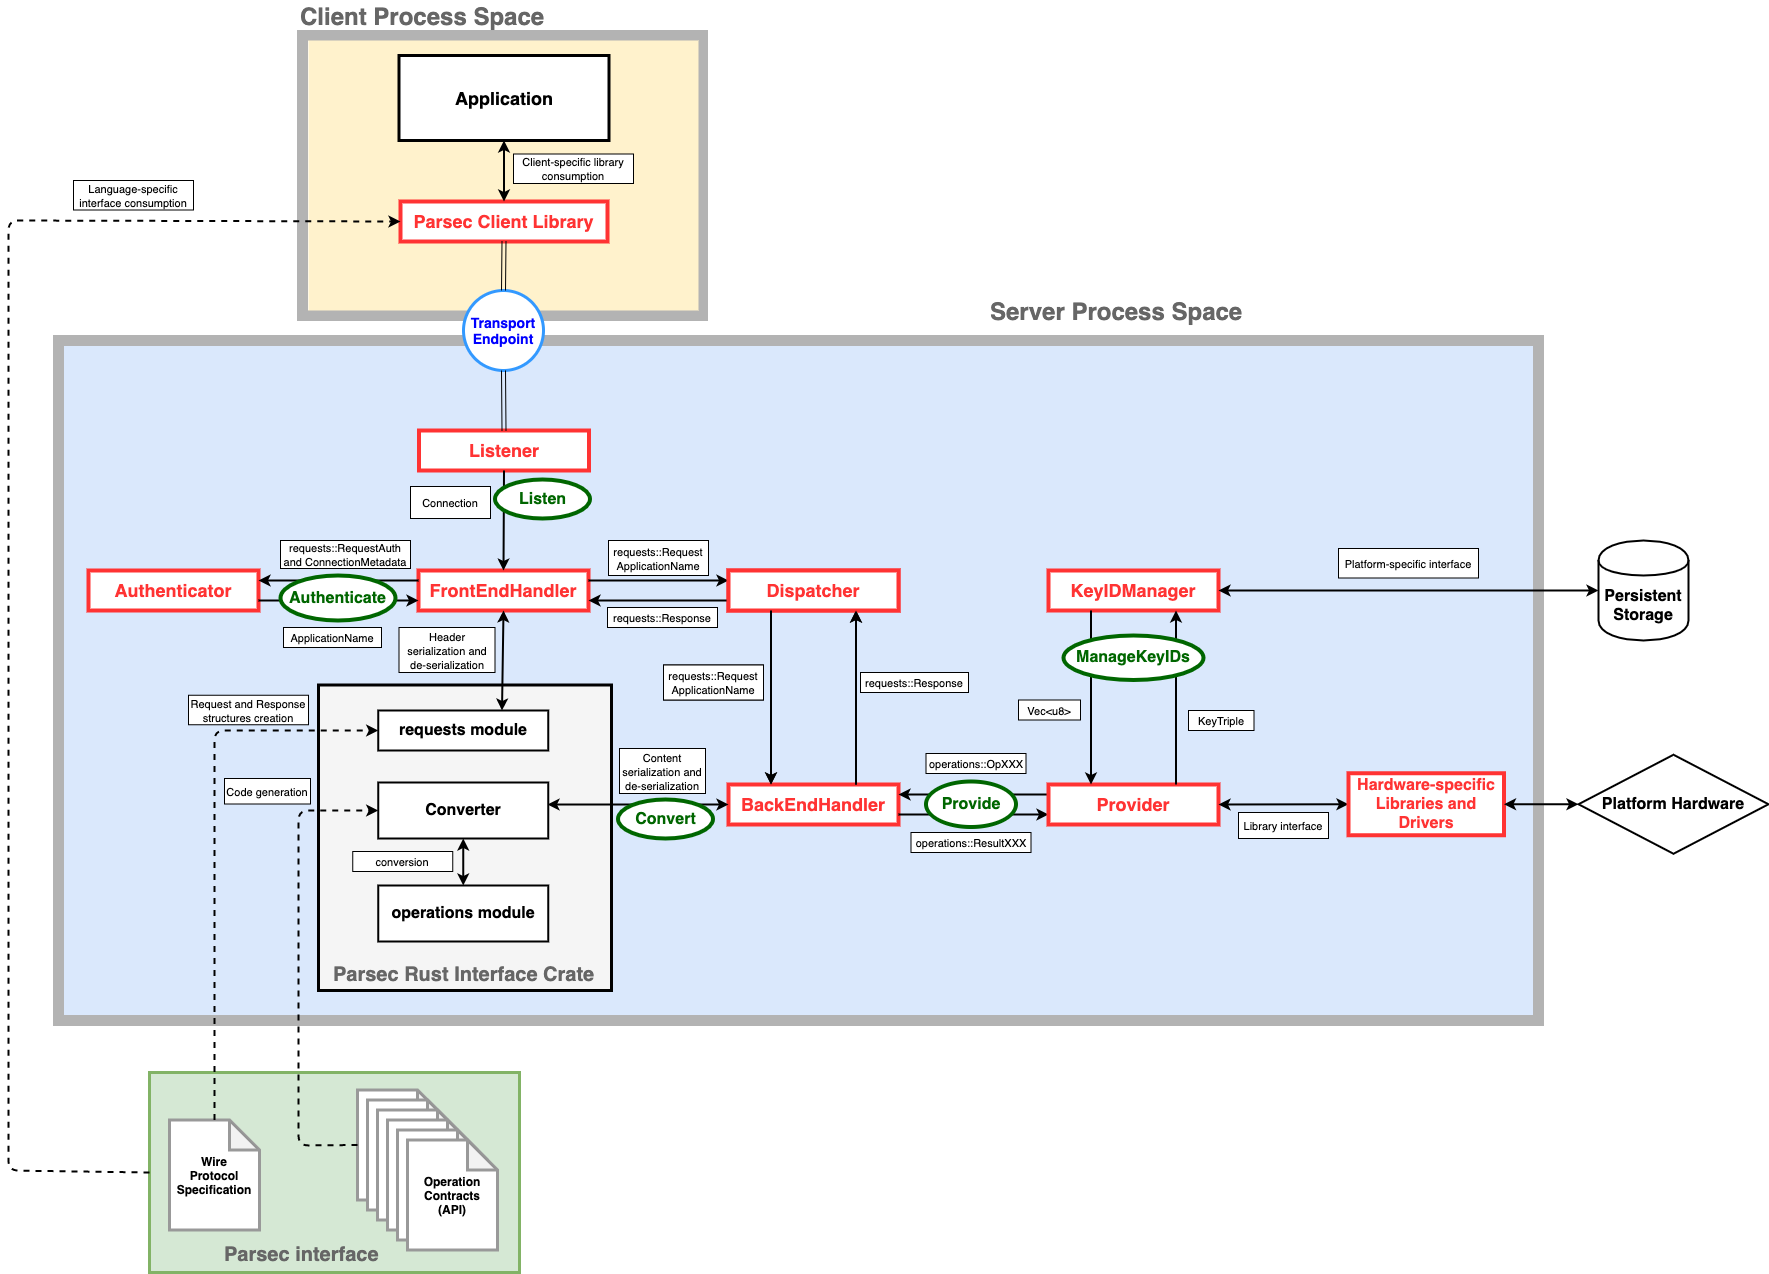 Client Process Space
Application
Client-specific library
consumption
Language-specific
interface consumption
Parsec Client Library
Server Process Space
Transport
Endpoint
Listener
Connection
Listen
requests::RequestAuth
and ConnectionMetadata
requests::Request
ApplicationName
Platform-specific interface
Authenticator
Authenticate
FrontEndHandler
Dispatcher
KeyIDManager
Persistent
Storage
ApplicationName
requests::Response
Header
serialization and
de-serialization
ManageKeyIDs
requests::Request
ApplicationName
requests::Response
Request and Response
structures creation
Vec<u8>
KeyTriple
requests module
Content
serialization and
de-serialization
operations::OpXXX
Code generation
Converter
Convert
BackEndHandler
Provide
Provider
Hardware-specific
Libraries and
Drivers
Platform Hardware
Library interface
operations::ResultXXX
conversion
operations module
Parsec Rust Interface Crate
Wire
Protocol
Specification
Operation
Contracts
(API)
Parsec interface